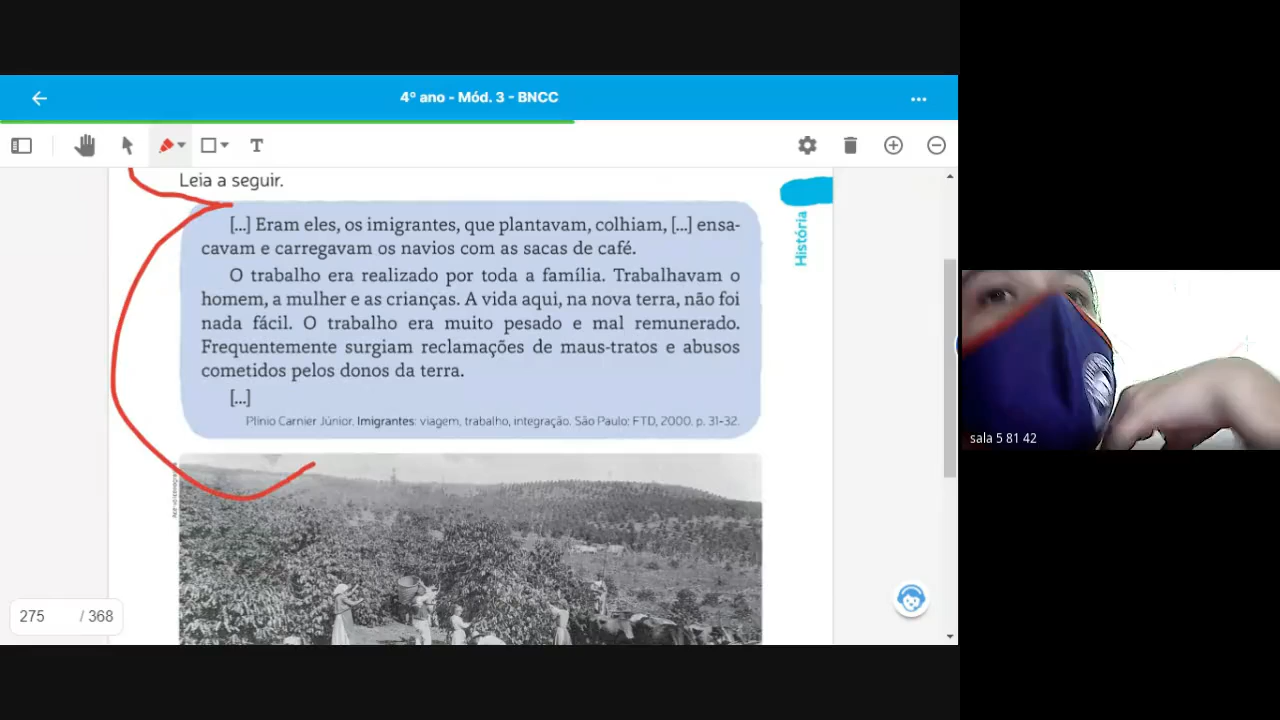 4º ano - Mód. 3 - BNCC
Leia a seguir.
[...] Eram eles, os imigrantes, que plantavam, colhiam, [...] ensa-
cavam e carregavam os navios com as sacas de café.
O trabalho era realizado por toda a família. Trabalhavam o
homem, a mulher e as crianças. A vida aqui, na nova terra, não foi
nada fácil. O trabalho era muito pesado e mal remunerado.
Frequentemente surgiam reclamações de maus-tratos e abusos
cometidos pelos donos da terra.
[...]
Plínio Carnier Júnior. Imigrantes: viagem, trabalho, integração. São Paulo: FTD, 2000. p. 31-32.
História
275 / 368
sala 5 81 42